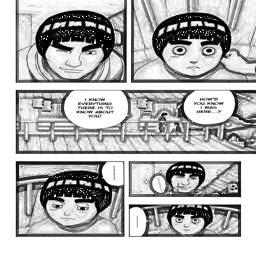 I KNOW
EVERYTHING
THERE IS TO
KNOW ABOUT
YOU!
HOW'D
YOU KNOW
I WAS
HERE...?
.......
......